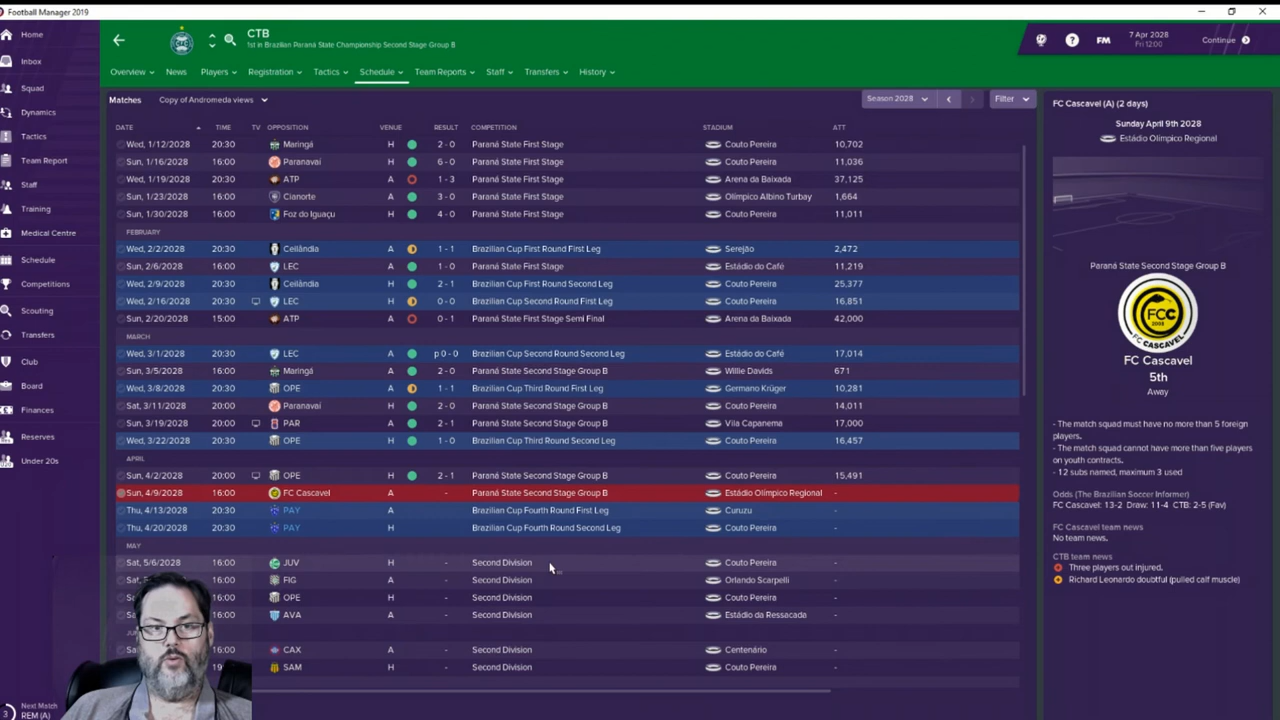 Football Manager 2019
Home
Inbox
Squad
Dynamics
Tactics
Team Report
Staff
Training
Medical Centre
Schedule
Competitions
Scouting
Transfers
Club
Board
Finances
Reserves
Under 20s
Next Match
3 REM (A)
CTB
1st in Brazilian Paraná State Championship Second Stage Group B
FM
7 Apr 2028
Fri 12:00
Continue
Overview News Players Registration Tactics Schedule Team Reports Staff Transfers History
Matches Copy of Andromeda views Season 2028 Filter
DATE TIME TV OPPOSITION VENUE RESULT COMPETITION STADIUM ATT
Wed, 1/12/2028 20:30 Maringá H 2 - 0 Paraná State First Stage Couto Pereira 10,702
Sun, 1/16/2028 16:00 Paranavaí H 6 - 0 Paraná State First Stage Couto Pereira 11,036
Wed, 1/19/2028 20:30 ATP A 1 - 3 Paraná State First Stage Arena da Baixada 37,125
Sun, 1/23/2028 16:00 Cianorte A 3 - 0 Paraná State First Stage Olímpico Albino Turbay 1,664
Sun, 1/30/2028 16:00 Foz do Iguaçu H 4 - 0 Paraná State First Stage Couto Pereira 11,011
FEBRUARY
Wed, 2/2/2028 20:30 Ceilândia A 1 - 1 Brazilian Cup First Round First Leg Serejão 2,472
Sun, 2/6/2028 16:00 LEC A 1 - 0 Paraná State First Stage Estádio do Café 11,219
Wed, 2/9/2028 20:30 Ceilândia H 2 - 1 Brazilian Cup First Round Second Leg Couto Pereira 25,377
Wed, 2/16/2028 20:30 LEC H 0 - 0 Brazilian Cup Second Round First Leg Couto Pereira 16,851
Sun, 2/20/2028 15:00 ATP A 0 - 1 Paraná State First Stage Semi Final Arena da Baixada 42,000
MARCH
Wed, 3/1/2028 20:30 LEC A p 0 - 0 Brazilian Cup Second Round Second Leg Estádio do Café 17,014
Sun, 3/5/2028 16:00 Maringá A 2 - 0 Paraná State Second Stage Group B Willie Davids 671
Wed, 3/8/2028 20:30 OPE A 1 - 1 Brazilian Cup Third Round First Leg Germano Krüger 10,281
Sat, 3/11/2028 20:00 Paranavaí H 2 - 0 Paraná State Second Stage Group B Couto Pereira 14,011
Sun, 3/19/2028 20:00 PAR A 2 - 1 Paraná State Second Stage Group B Vila Capanema 17,000
Wed, 3/22/2028 20:30 OPE H 1 - 0 Brazilian Cup Third Round Second Leg Couto Pereira 16,457
APRIL
Sun, 4/2/2028 20:00 OPE H 2 - 1 Paraná State Second Stage Group B Couto Pereira 15,491
Sun, 4/9/2028 16:00 FC Cascavel A - Paraná State Second Stage Group B Estádio Olímpico Regional -
Thu, 4/13/2028 20:30 PAY A - Brazilian Cup Fourth Round First Leg Curuzu -
Thu, 4/20/2028 20:30 PAY H - Brazilian Cup Fourth Round Second Leg Couto Pereira -
MAY
Sat, 5/6/2028 16:00 JUV H - Second Division Couto Pereira -
Sat, 16:00 FIG A - Second Division Orlando Scarpelli -
16:00 OPE H - Second Division Couto Pereira -
16:00 AVA A - Second Division Estádio da Ressacada -
16:00 CAX A - Second Division Centenário -
SAM H - Second Division Couto Pereira -
FC Cascavel (A) (2 days)
Sunday April 9th 2028
Estádio Olímpico Regional
Paraná State Second Stage Group B
FCC
FC Cascavel
5th
Away
- The match squad must have no more than 5 foreign
players.
- The match squad cannot have more than five players
on youth contracts.
- 12 subs named, maximum 3 used
Odds (The Brazilian Soccer Informer)
FC Cascavel: 13-2 Draw: 11-4 CTB: 2-5 (Fav)
FC Cascavel team news
No team news.
CTB team news
Three players out injured.
Richard Leonardo doubtful (pulled calf muscle)